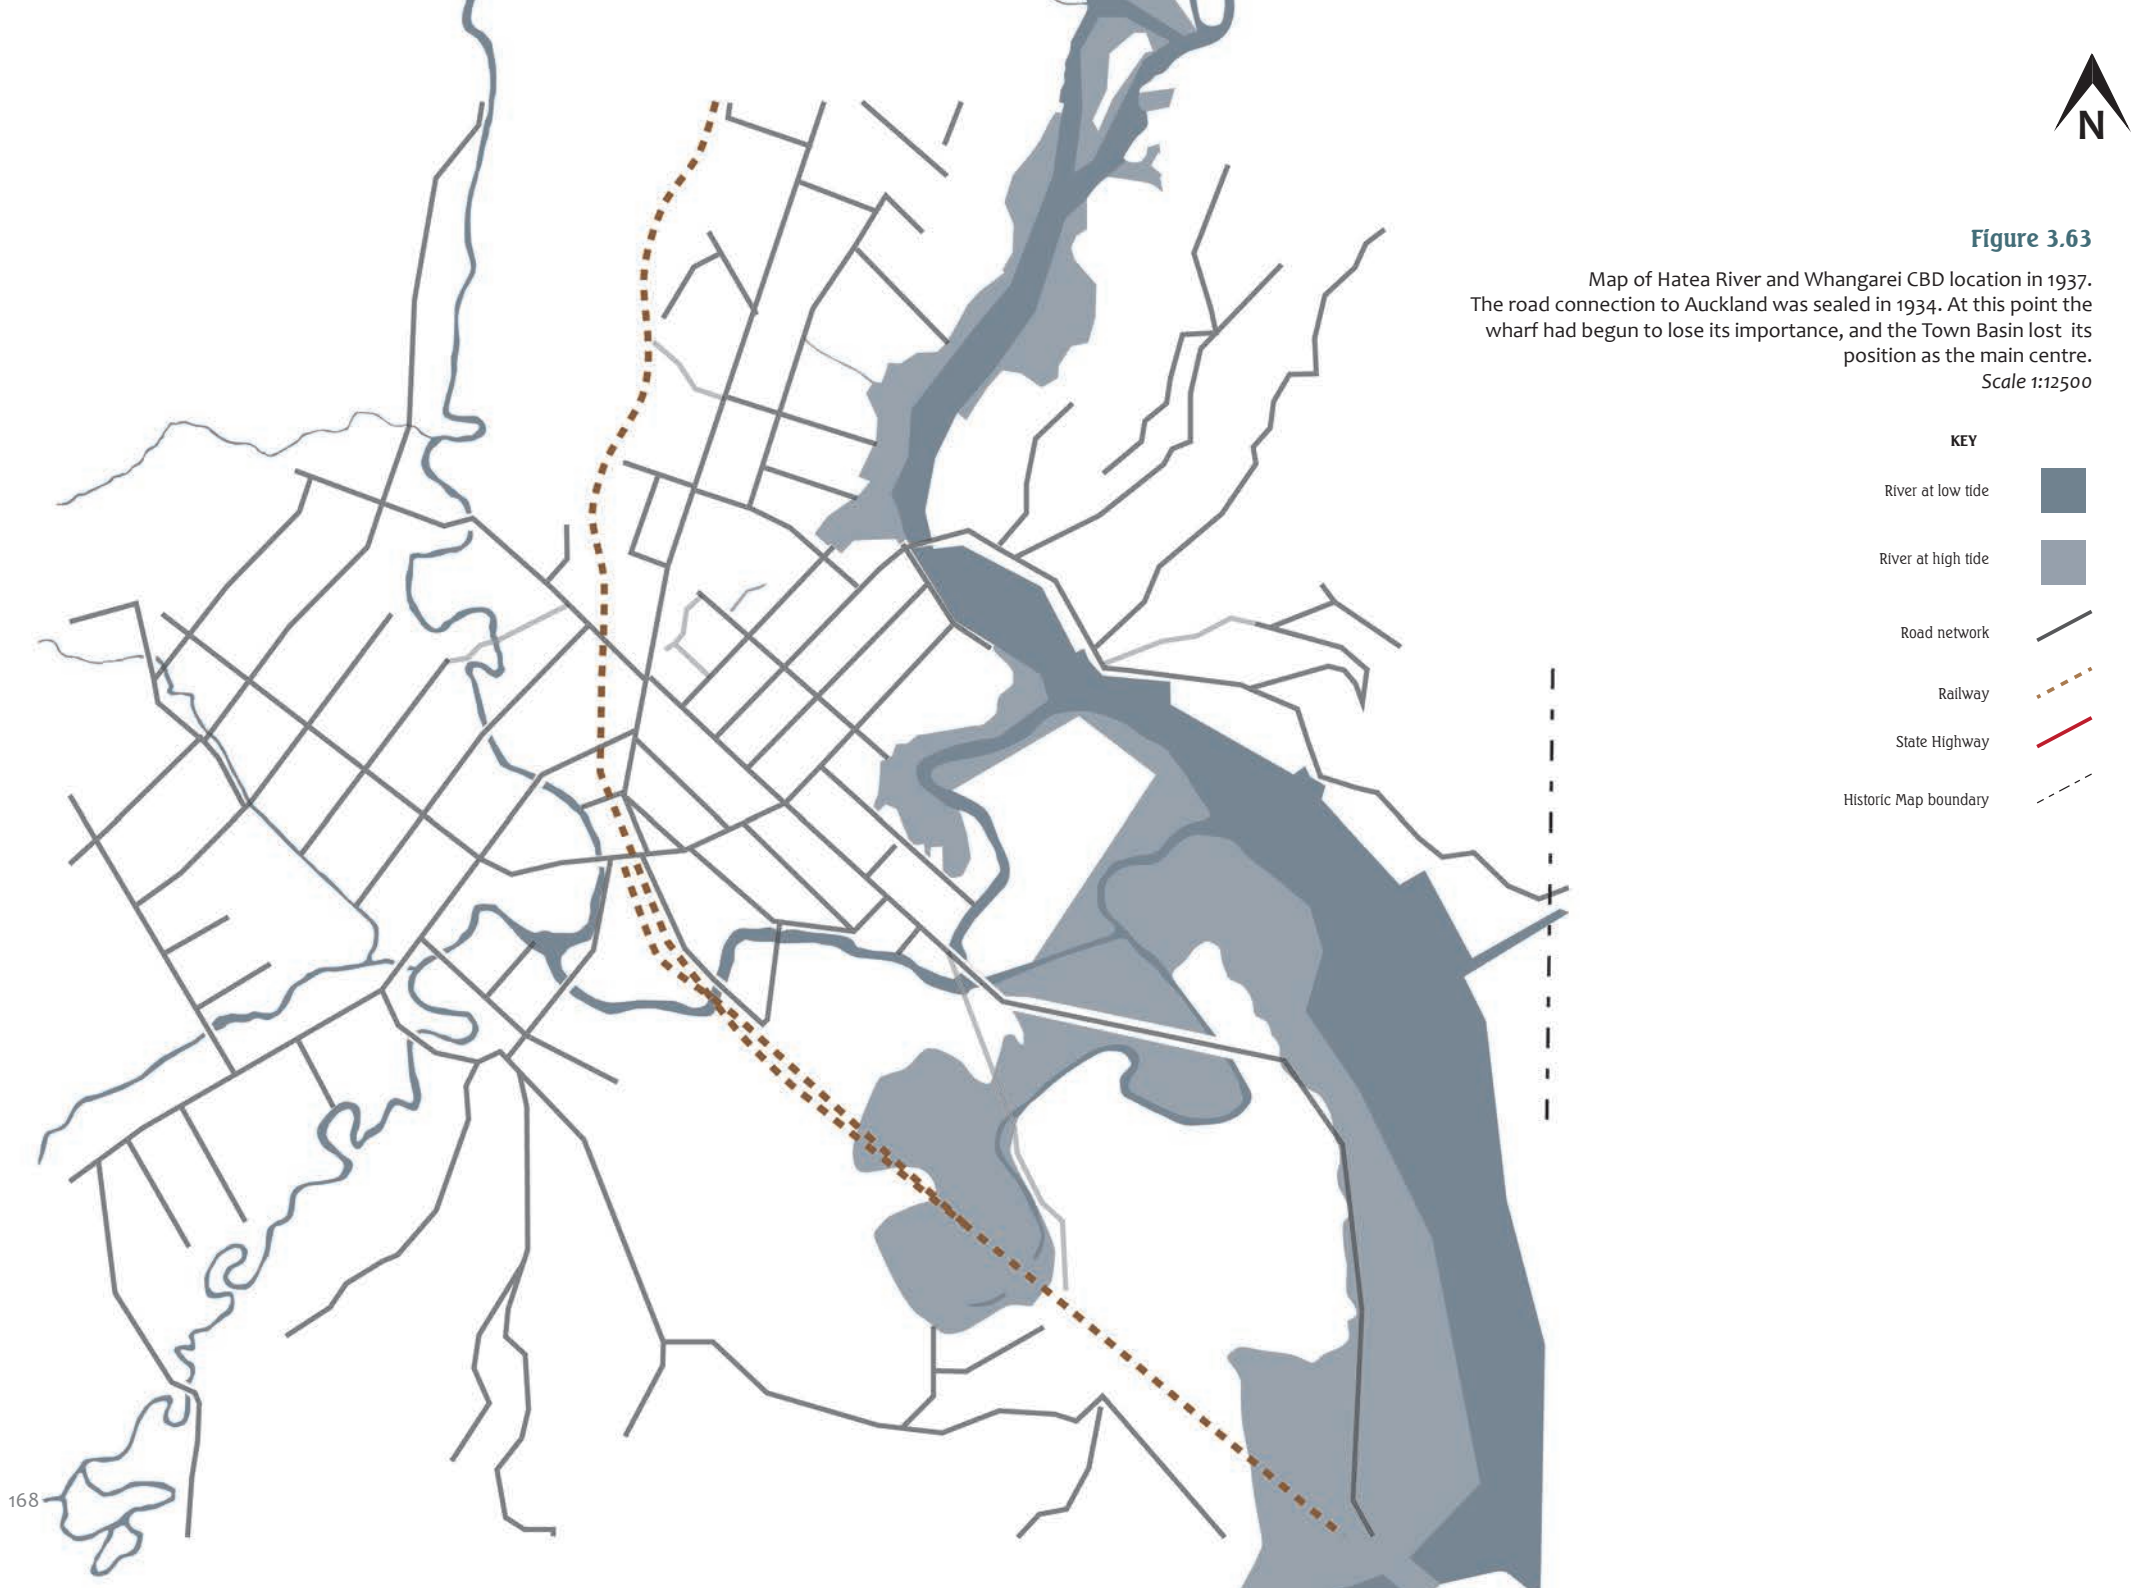 N
Figure 3.63
Map of Hatea River and Whangarei CBD location in 1937.
The road connection to Auckland was sealed in 1934. At this point the
wharf had begun to lose its importance, and the Town Basin lost its
position as the main centre.
Scale 1:12500
KEY
River at low tide
River at high tide
Road network
Railway
State Highway
Historic Map boundary
168